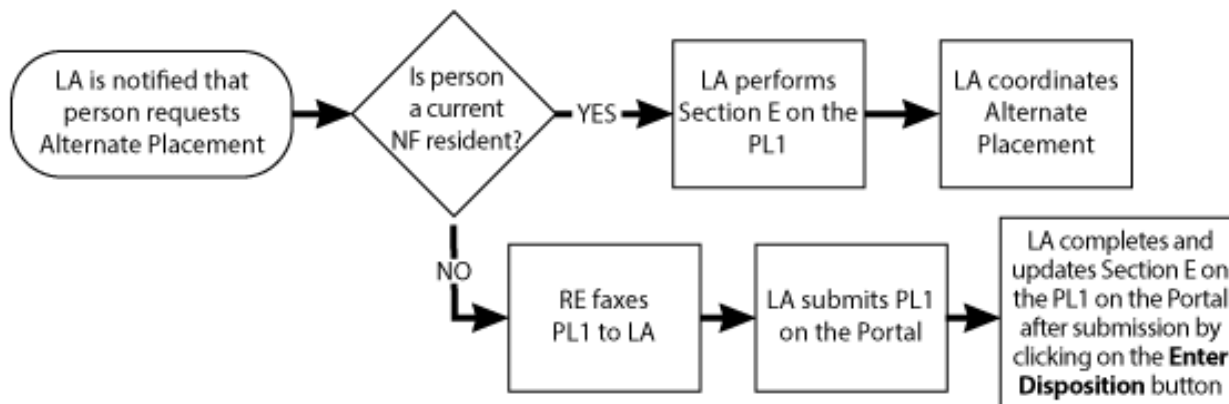 LA is notified that
person requests
Alternate Placement
Is person
a current
NF resident?
YES
LA performs
Section E on the
PL1
LA coordinates
Alternate
Placement
NO
RE faxes
PL1 to LA
LA submits PL1
on the Portal
LA completes and
updates Section E on
the PL1 on the Portal
after submission by
clicking on the Enter
Disposition button